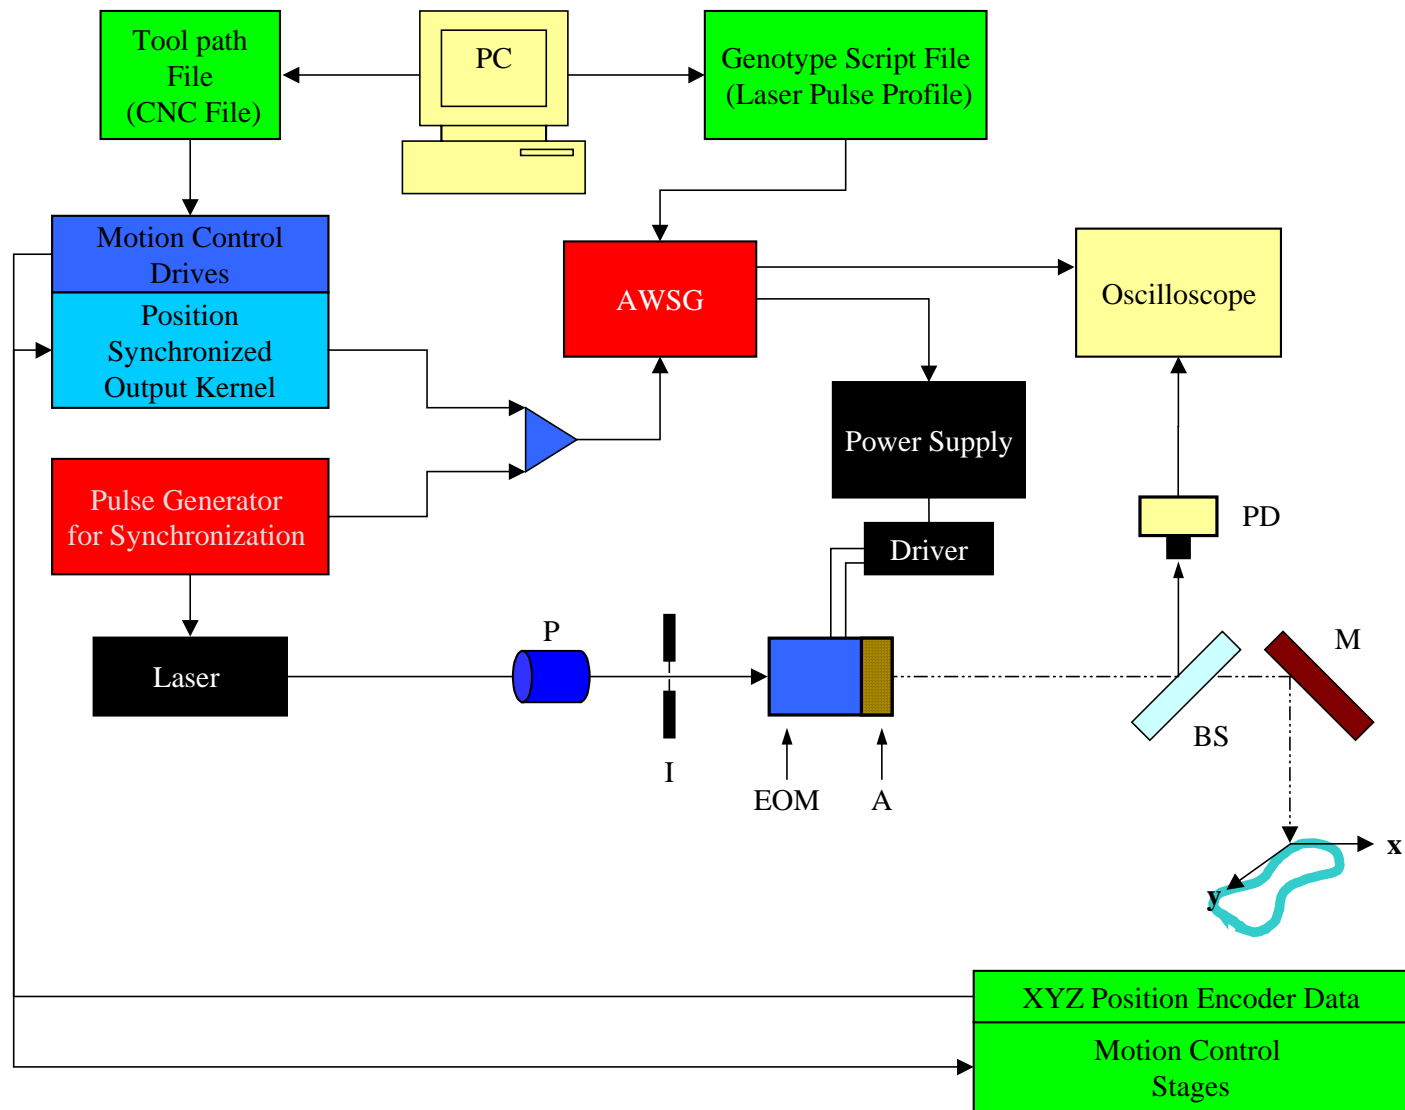 Tool path
File
(CNC File)
PC
Genotype Script File
(Laser Pulse Profile)
Motion Control
Drives
Position
Synchronized
Output Kernel
AWSG
Oscilloscope
Power Supply
Pulse Generator
for Synchronization
Driver
PD
Laser
P
I
EOM
A
BS
M
x
y
XYZ Position Encoder Data
Motion Control
Stages